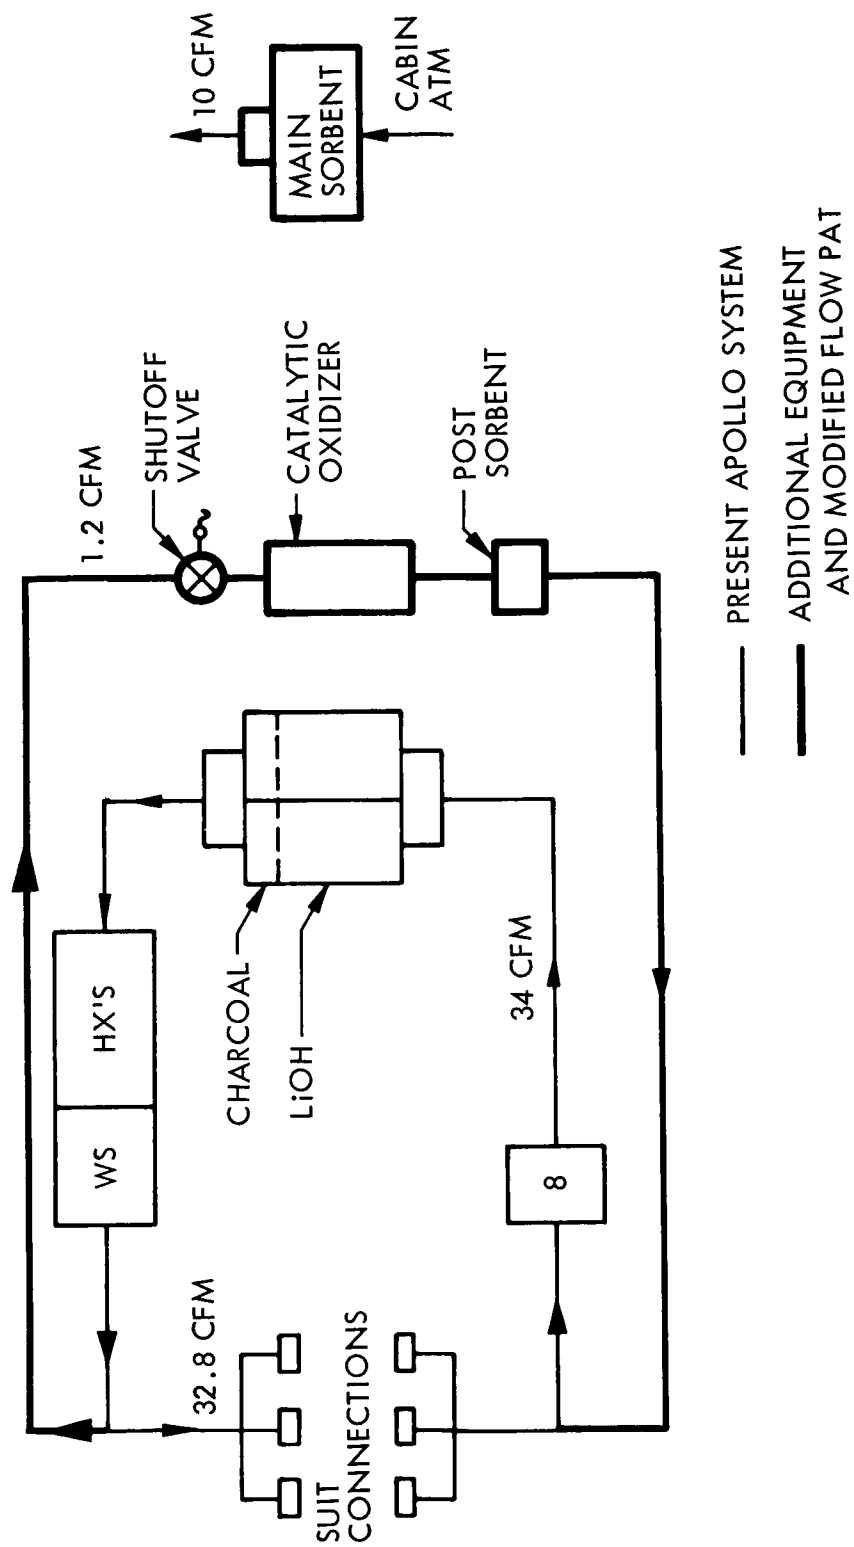 10 CFM
MAIN
SORBENT
CABIN
ATM
1.2 CFM
SHUTOFF
VALVE
CATALYTIC
OXIDIZER
POST
SORBENT
HX'S
WS
CHARCOAL
LiOH
34 CFM
8
32.8 CFM
SUIT
CONNECTIONS
PRESENT APOLLO SYSTEM
ADDITIONAL EQUIPMENT
AND MODIFIED FLOW PAT